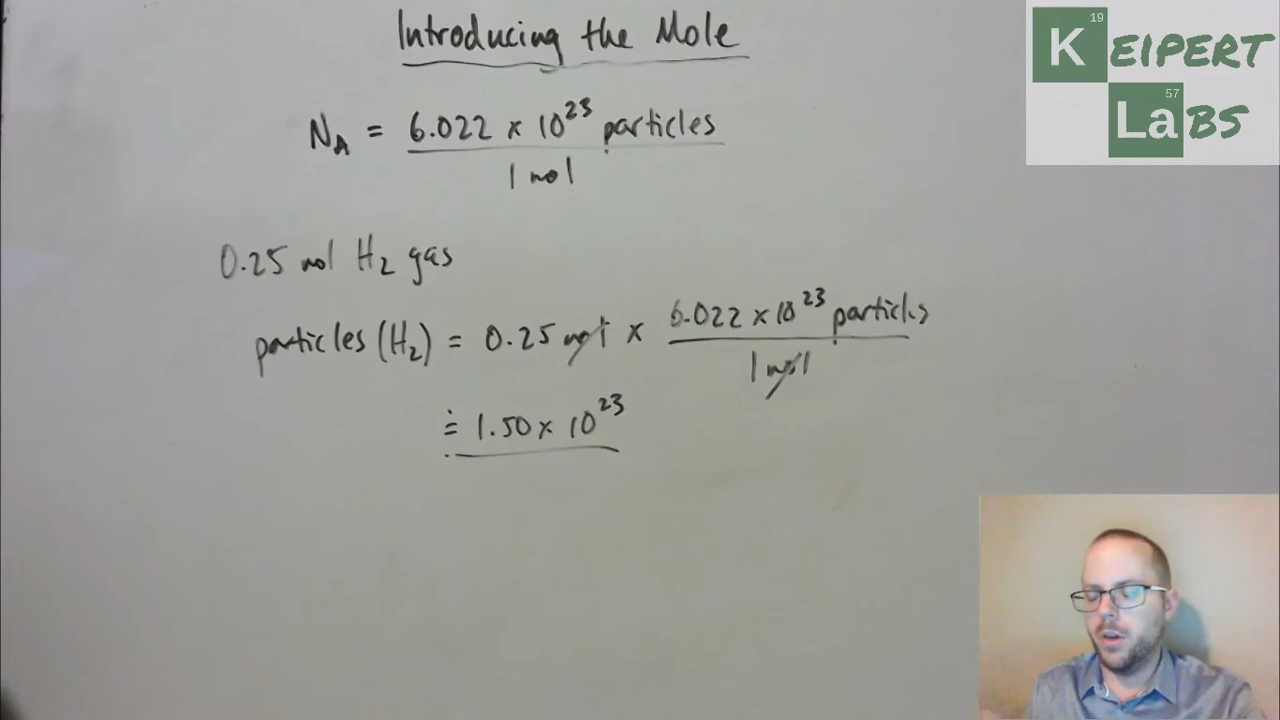 Introducing the Mole
19
KEIPERT
57
LaBS
N_A = 6.022 × 10²³ particles
1 mol
0.25 mol H₂ gas
6.022 × 10²³ particles
particles (H₂) = 0.25 mol ×
1 mol
≐ 1.50 × 10²³